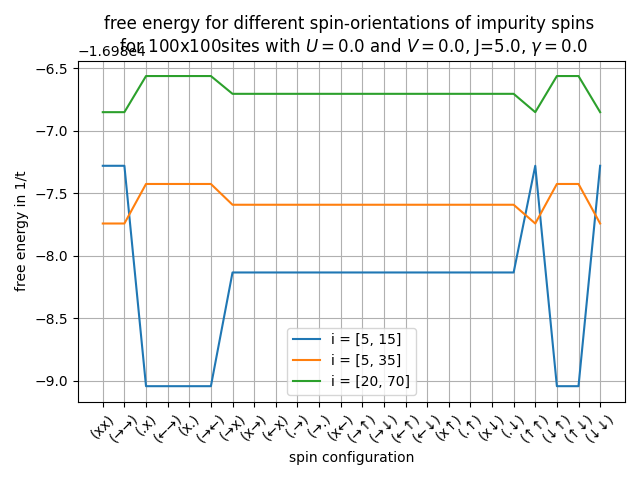 free energy for different spin-orientations of impurity spins
for 100x100sites with U = 0.0 and V = 0.0, J=5.0, γ = 0.0
−1.698e4
−6.5
−7.0
−7.5
−8.0
−8.5
−9.0
free energy in 1/t
i = [5, 15]
i = [5, 35]
i = [20, 70]
(xx) (→→) (.x) (←→) (x.) (→←) (→x) (x→) (←x) (.→) (→.) (x←) (→↑) (→↓) (←↑) (←↓) (x↑) (.↑) (x↓) (.↓) (↑↑) (↓↑) (↑↓) (↓↓)
spin configuration